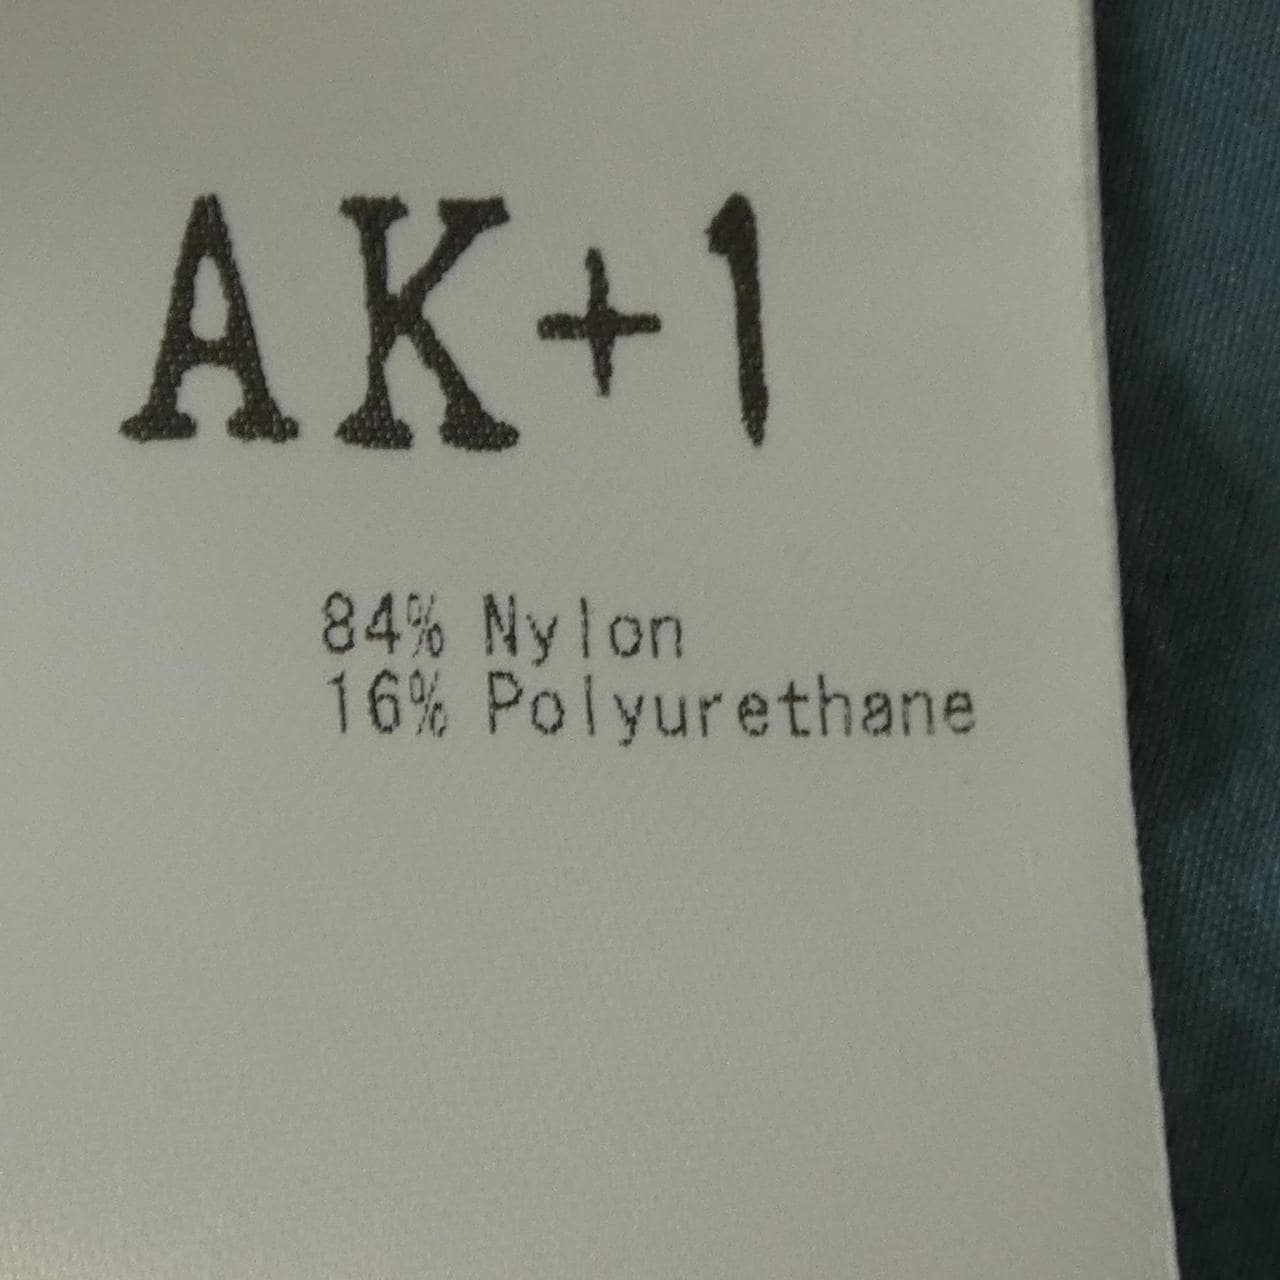 AK+1
84% Nylon
16% Polyurethane